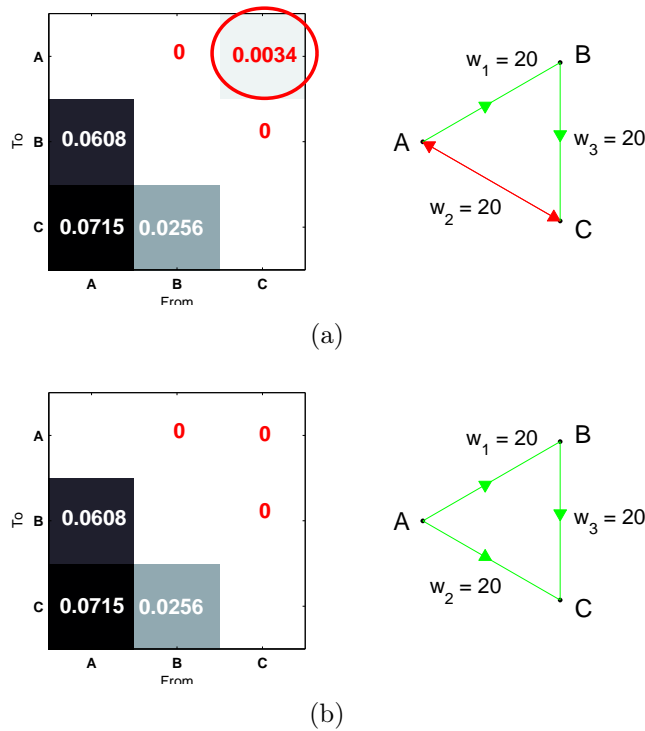 A
0
0.0034
B
0.0608
0
C
0.0715
0.0256
To
A
B
C
From
w1 = 20
B
A
w3 = 20
w2 = 20
C
(a)
A
0
0
B
0.0608
0
C
0.0715
0.0256
To
A
B
C
From
w1 = 20
B
A
w3 = 20
w2 = 20
C
(b)